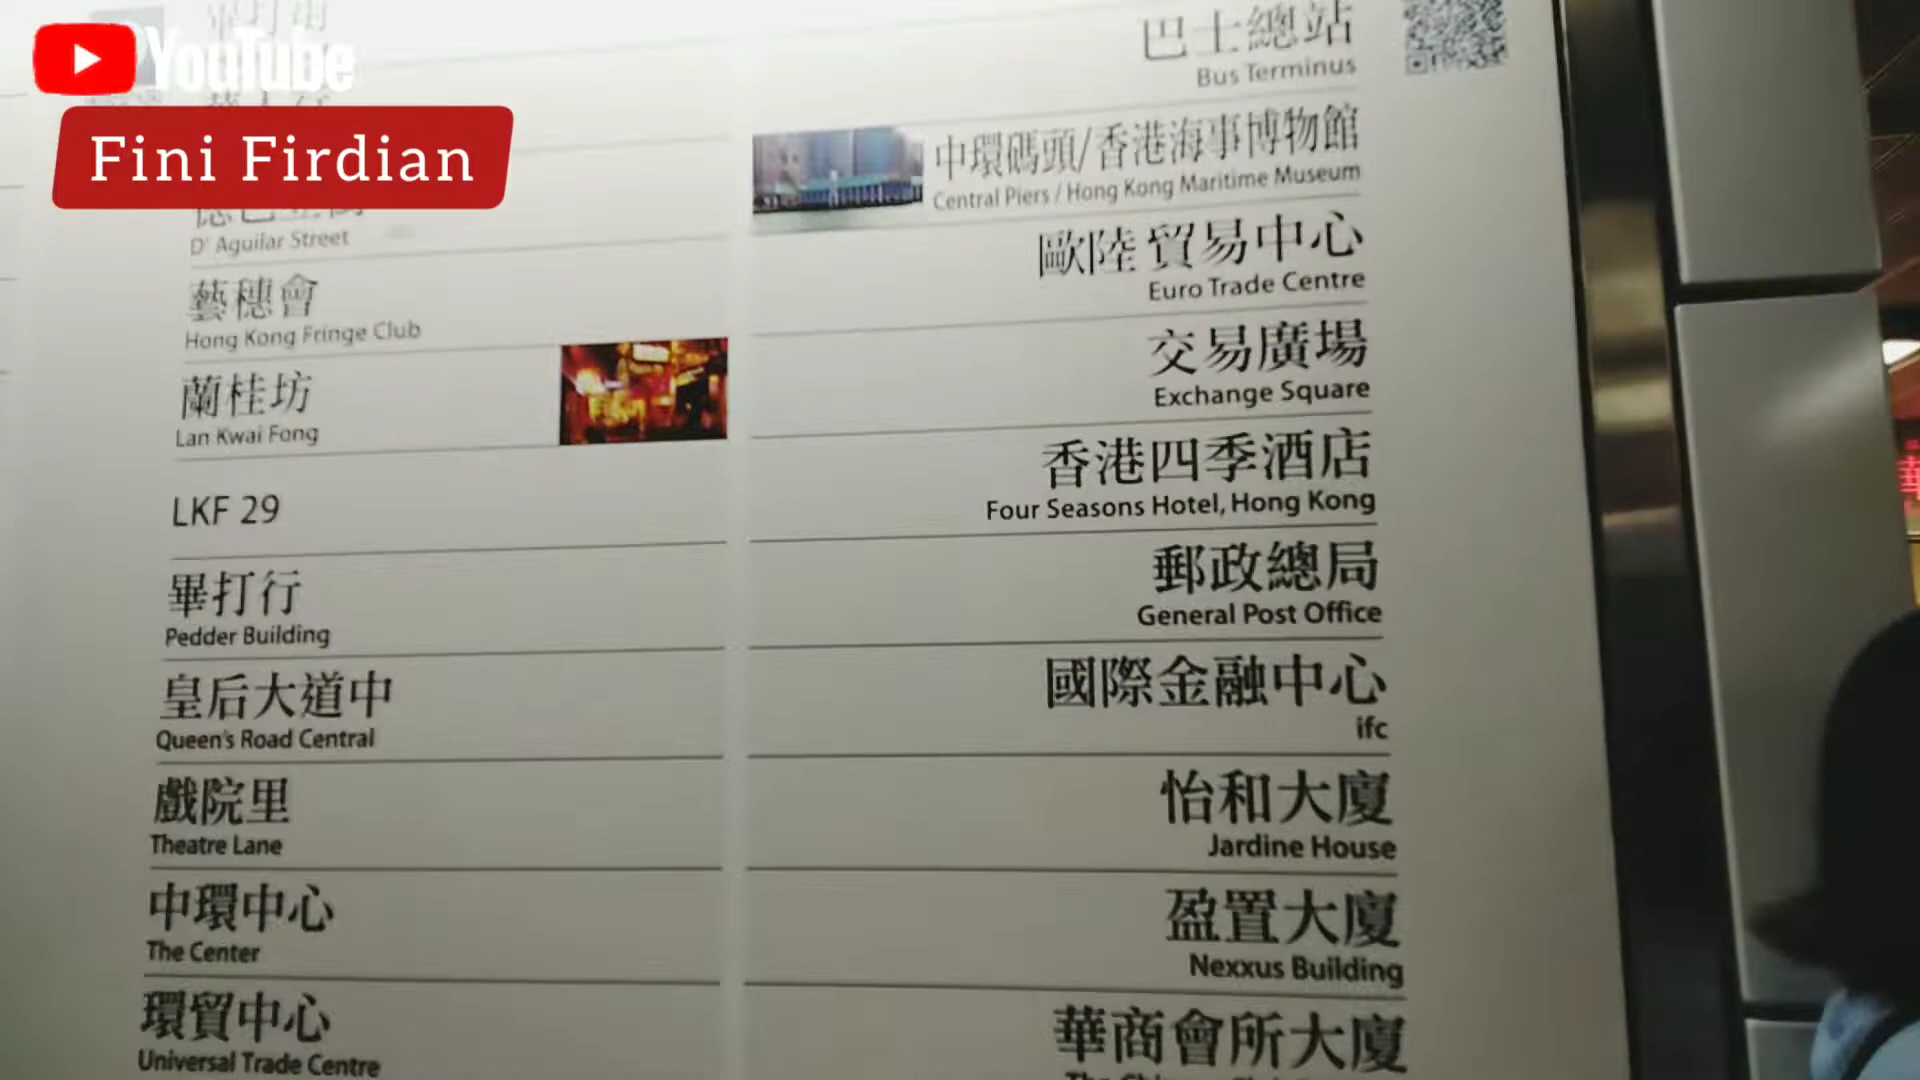 YouTube
Fini Firdian
D' Aguilar Street
藝穗會
Hong Kong Fringe Club
蘭桂坊
Lan Kwai Fong
LKF 29
畢打行
Pedder Building
皇后大道中
Queen's Road Central
戲院里
Theatre Lane
中環中心
The Center
環貿中心
Universal Trade Centre
巴士總站
Bus Terminus
中環碼頭/香港海事博物館
Central Piers / Hong Kong Maritime Museum
歐陸貿易中心
Euro Trade Centre
交易廣場
Exchange Square
香港四季酒店
Four Seasons Hotel, Hong Kong
郵政總局
General Post Office
國際金融中心
ifc
怡和大廈
Jardine House
盈置大廈
Nexxus Building
華商會所大廈